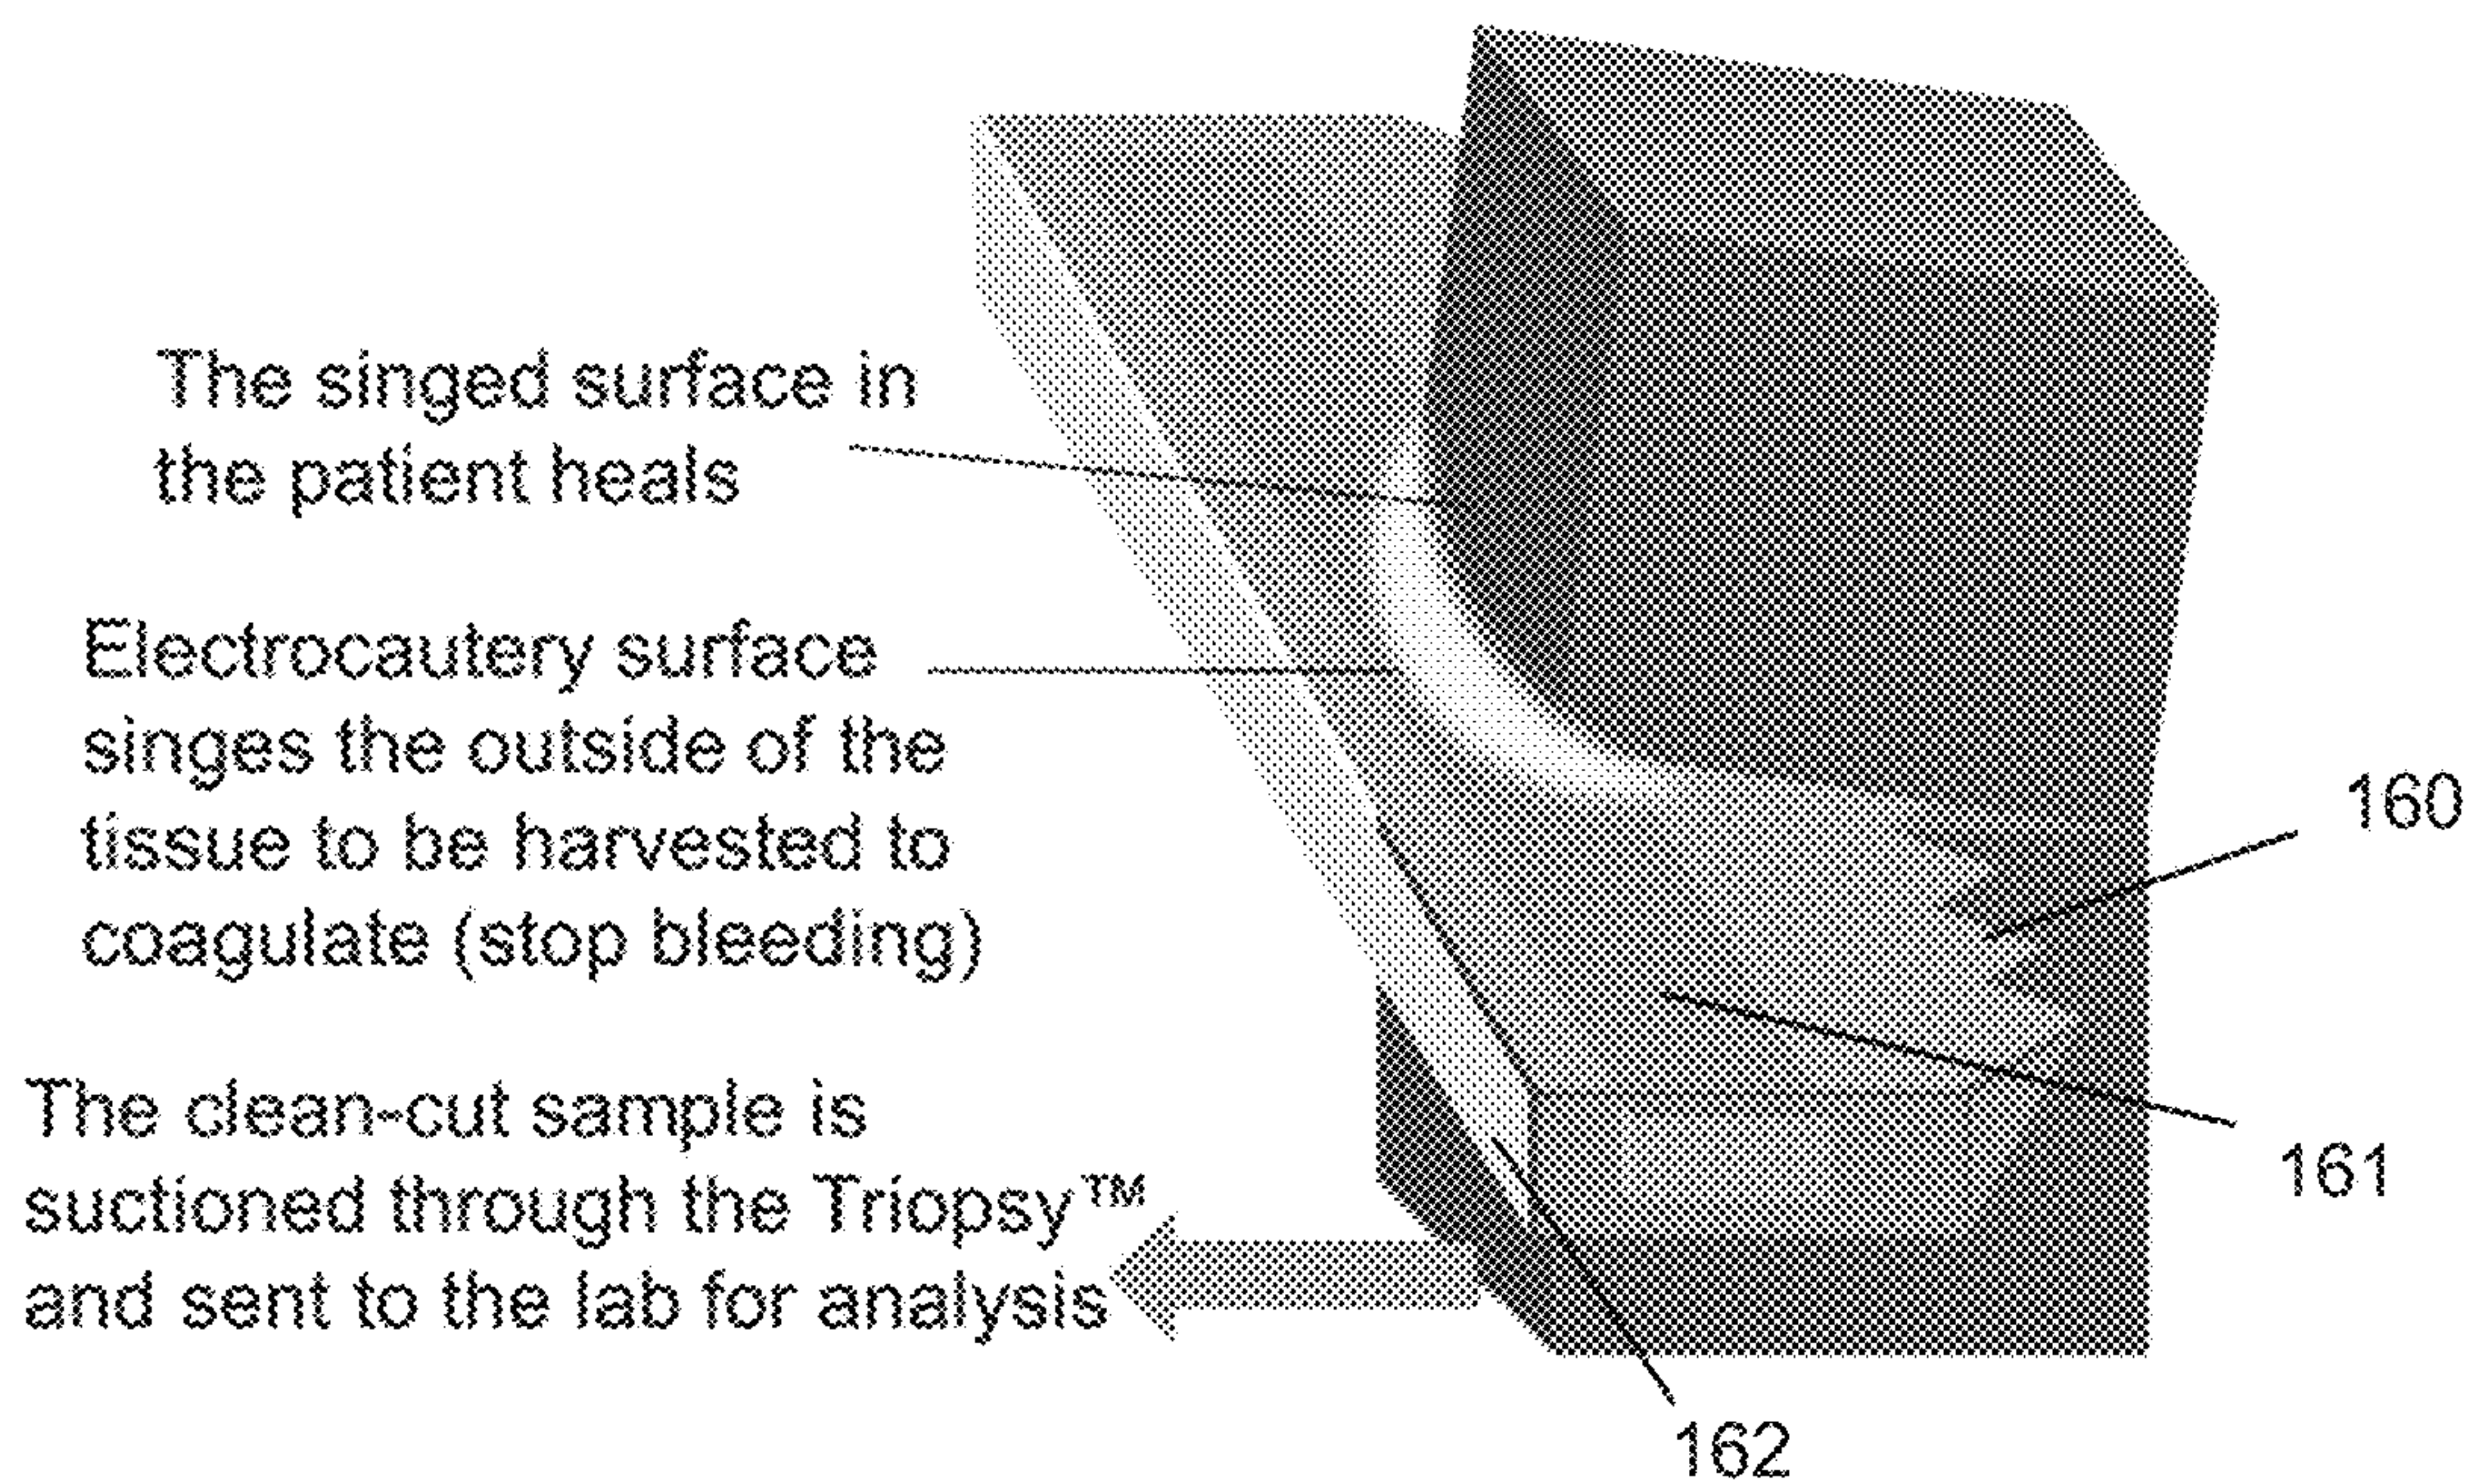 The singed surface in
the patient heals
Electrocautery surface
singes the outside of the
tissue to be harvested to
coagulate (stop bleeding)
The clean-cut sample is
suctioned through the Triopsy™
and sent to the lab for analysis
160
161
162